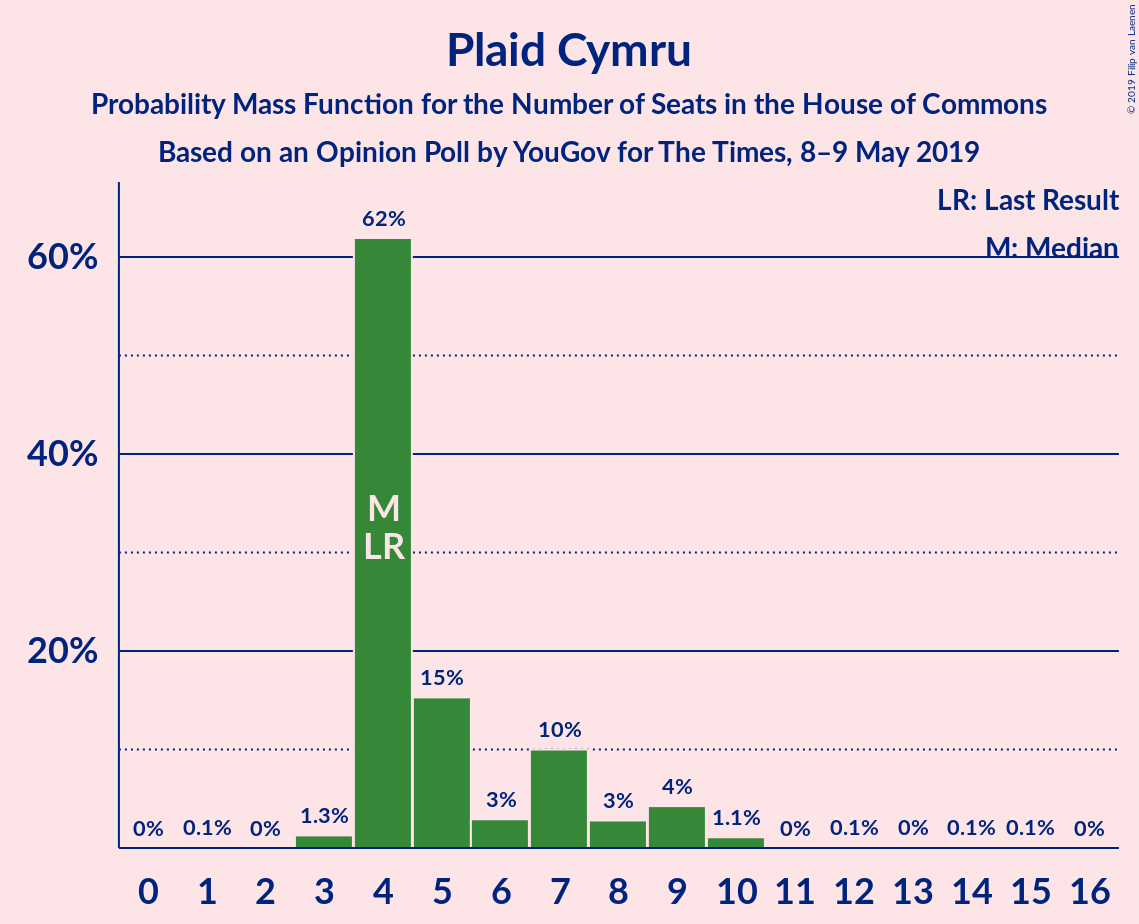 Plaid Cymru
Probability Mass Function for the Number of Seats in the House of Commons
Based on an Opinion Poll by YouGov for The Times, 8–9 May 2019
© 2019 Filip van Laenen
LR: Last Result
M: Median
60%
40%
20%
0% 0.1% 0% 1.3% 62% 15% 3% 10% 3% 4% 1.1% 0% 0.1% 0% 0.1% 0.1% 0%
M
LR
0 1 2 3 4 5 6 7 8 9 10 11 12 13 14 15 16